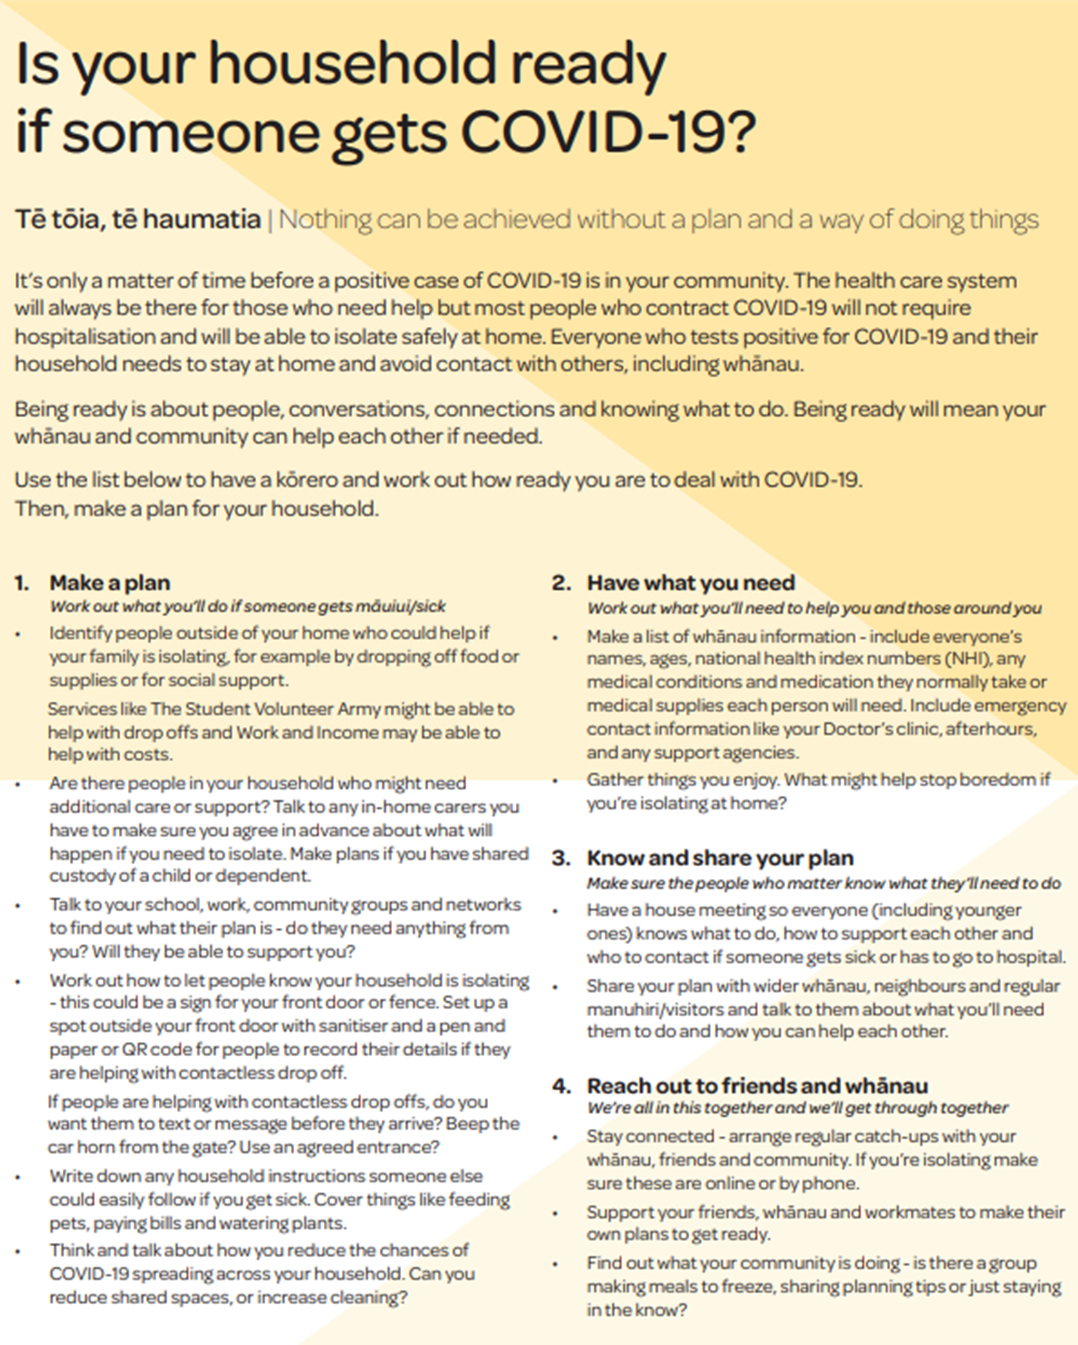 Is your household ready
if someone gets COVID-19?
Tē tōia, tē haumatia | Nothing can be achieved without a plan and a way of doing things
It's only a matter of time before a positive case of COVID-19 is in your community. The health care system
will always be there for those who need help but most people who contract COVID-19 will not require
hospitalisation and will be able to isolate safely at home. Everyone who tests positive for COVID-19 and their
household needs to stay at home and avoid contact with others, including whānau.
Being ready is about people, conversations, connections and knowing what to do. Being ready will mean your
whānau and community can help each other if needed.
Use the list below to have a kōrero and work out how ready you are to deal with COVID-19.
Then, make a plan for your household.
1. Make a plan
Work out what you'll do if someone gets māuiui/sick
• Identify people outside of your home who could help if
your family is isolating, for example by dropping off food or
supplies or for social support.
Services like The Student Volunteer Army might be able to
help with drop offs and Work and Income may be able to
help with costs.
• Are there people in your household who might need
additional care or support? Talk to any in-home carers you
have to make sure you agree in advance about what will
happen if you need to isolate. Make plans if you have shared
custody of a child or dependent.
• Talk to your school, work, community groups and networks
to find out what their plan is - do they need anything from
you? Will they be able to support you?
• Work out how to let people know your household is isolating
- this could be a sign for your front door or fence. Set up a
spot outside your front door with sanitiser and a pen and
paper or QR code for people to record their details if they
are helping with contactless drop off.
If people are helping with contactless drop offs, do you
want them to text or message before they arrive? Beep the
car horn from the gate? Use an agreed entrance?
• Write down any household instructions someone else
could easily follow if you get sick. Cover things like feeding
pets, paying bills and watering plants.
• Think and talk about how you reduce the chances of
COVID-19 spreading across your household. Can you
reduce shared spaces, or increase cleaning?
2. Have what you need
Work out what you'll need to help you and those around you
• Make a list of whānau information - include everyone's
names, ages, national health index numbers (NHI), any
medical conditions and medication they normally take or
medical supplies each person will need. Include emergency
contact information like your Doctor's clinic, afterhours,
and any support agencies.
• Gather things you enjoy. What might help stop boredom if
you're isolating at home?
3. Know and share your plan
Make sure the people who matter know what they'll need to do
• Have a house meeting so everyone (including younger
ones) knows what to do, how to support each other and
who to contact if someone gets sick or has to go to hospital.
• Share your plan with wider whānau, neighbours and regular
manuhiri/visitors and talk to them about what you'll need
them to do and how you can help each other.
4. Reach out to friends and whānau
We're all in this together and we'll get through together
• Stay connected - arrange regular catch-ups with your
whānau, friends and community. If you're isolating make
sure these are online or by phone.
• Support your friends, whānau and workmates to make their
own plans to get ready.
• Find out what your community is doing - is there a group
making meals to freeze, sharing planning tips or just staying
in the know?